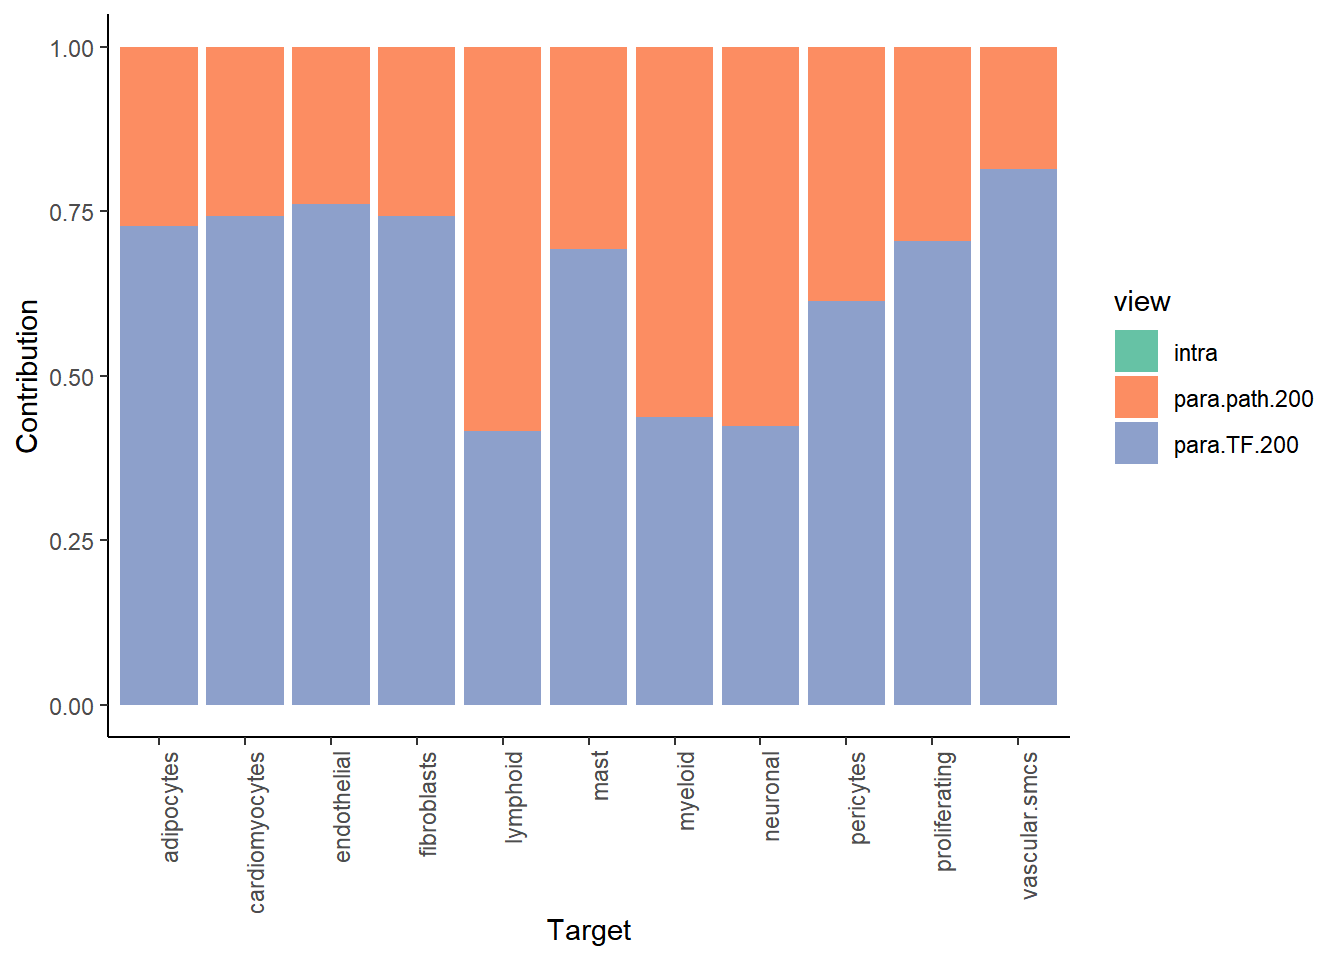 Contribution
1.00
0.75
0.50
0.25
0.00
adipocytes
cardiomyocytes
endothelial
fibroblasts
lymphoid
mast
myeloid
neuronal
pericytes
proliferating
vascular.smcs
Target
view
intra
para.path.200
para.TF.200